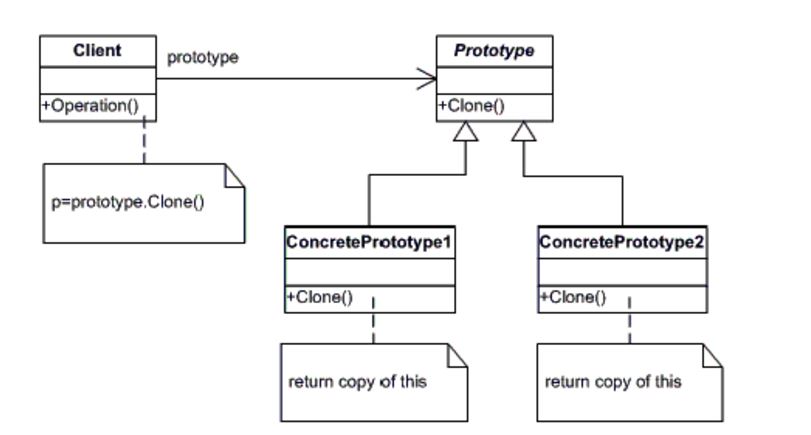 Client
prototype
Prototype
+Operation()
+Clone()
p=prototype.Clone()
ConcretePrototype1
ConcretePrototype2
+Clone()
+Clone()
return copy of this
return copy of this